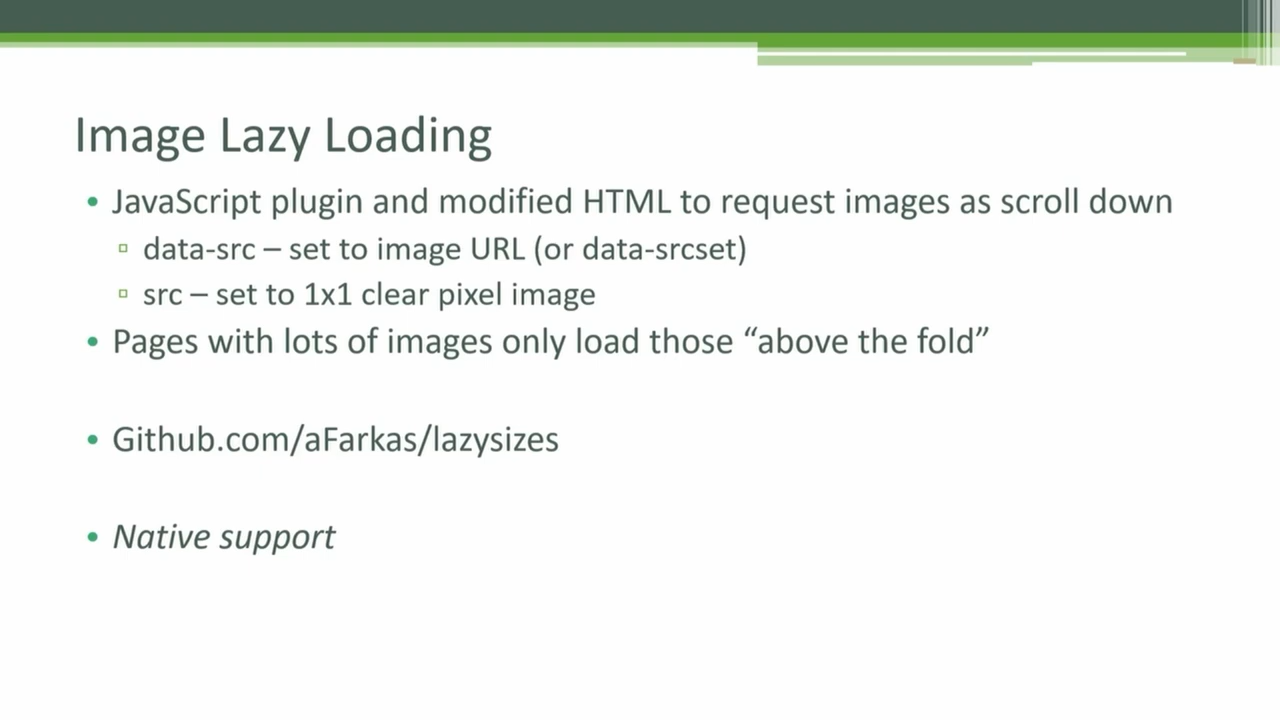 Image Lazy Loading
• JavaScript plugin and modified HTML to request images as scroll down
▫ data-src – set to image URL (or data-srcset)
▫ src – set to 1x1 clear pixel image
• Pages with lots of images only load those “above the fold”
• Github.com/aFarkas/lazysizes
• Native support